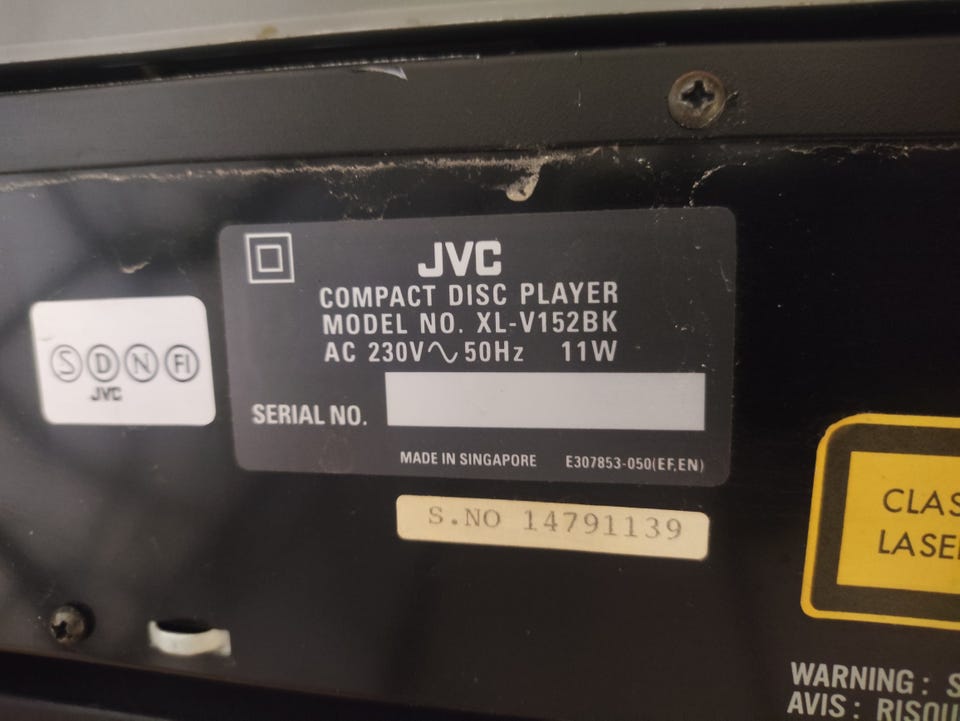 JVC
COMPACT DISC PLAYER
MODEL NO. XL-V152BK
AC 230V∿50Hz 11W
SERIAL NO.
MADE IN SINGAPORE E307853-050(EF,EN)
S D N FI
JVC
S.NO 14791139
CLAS
LASE
WARNING: S
AVIS: RISQU